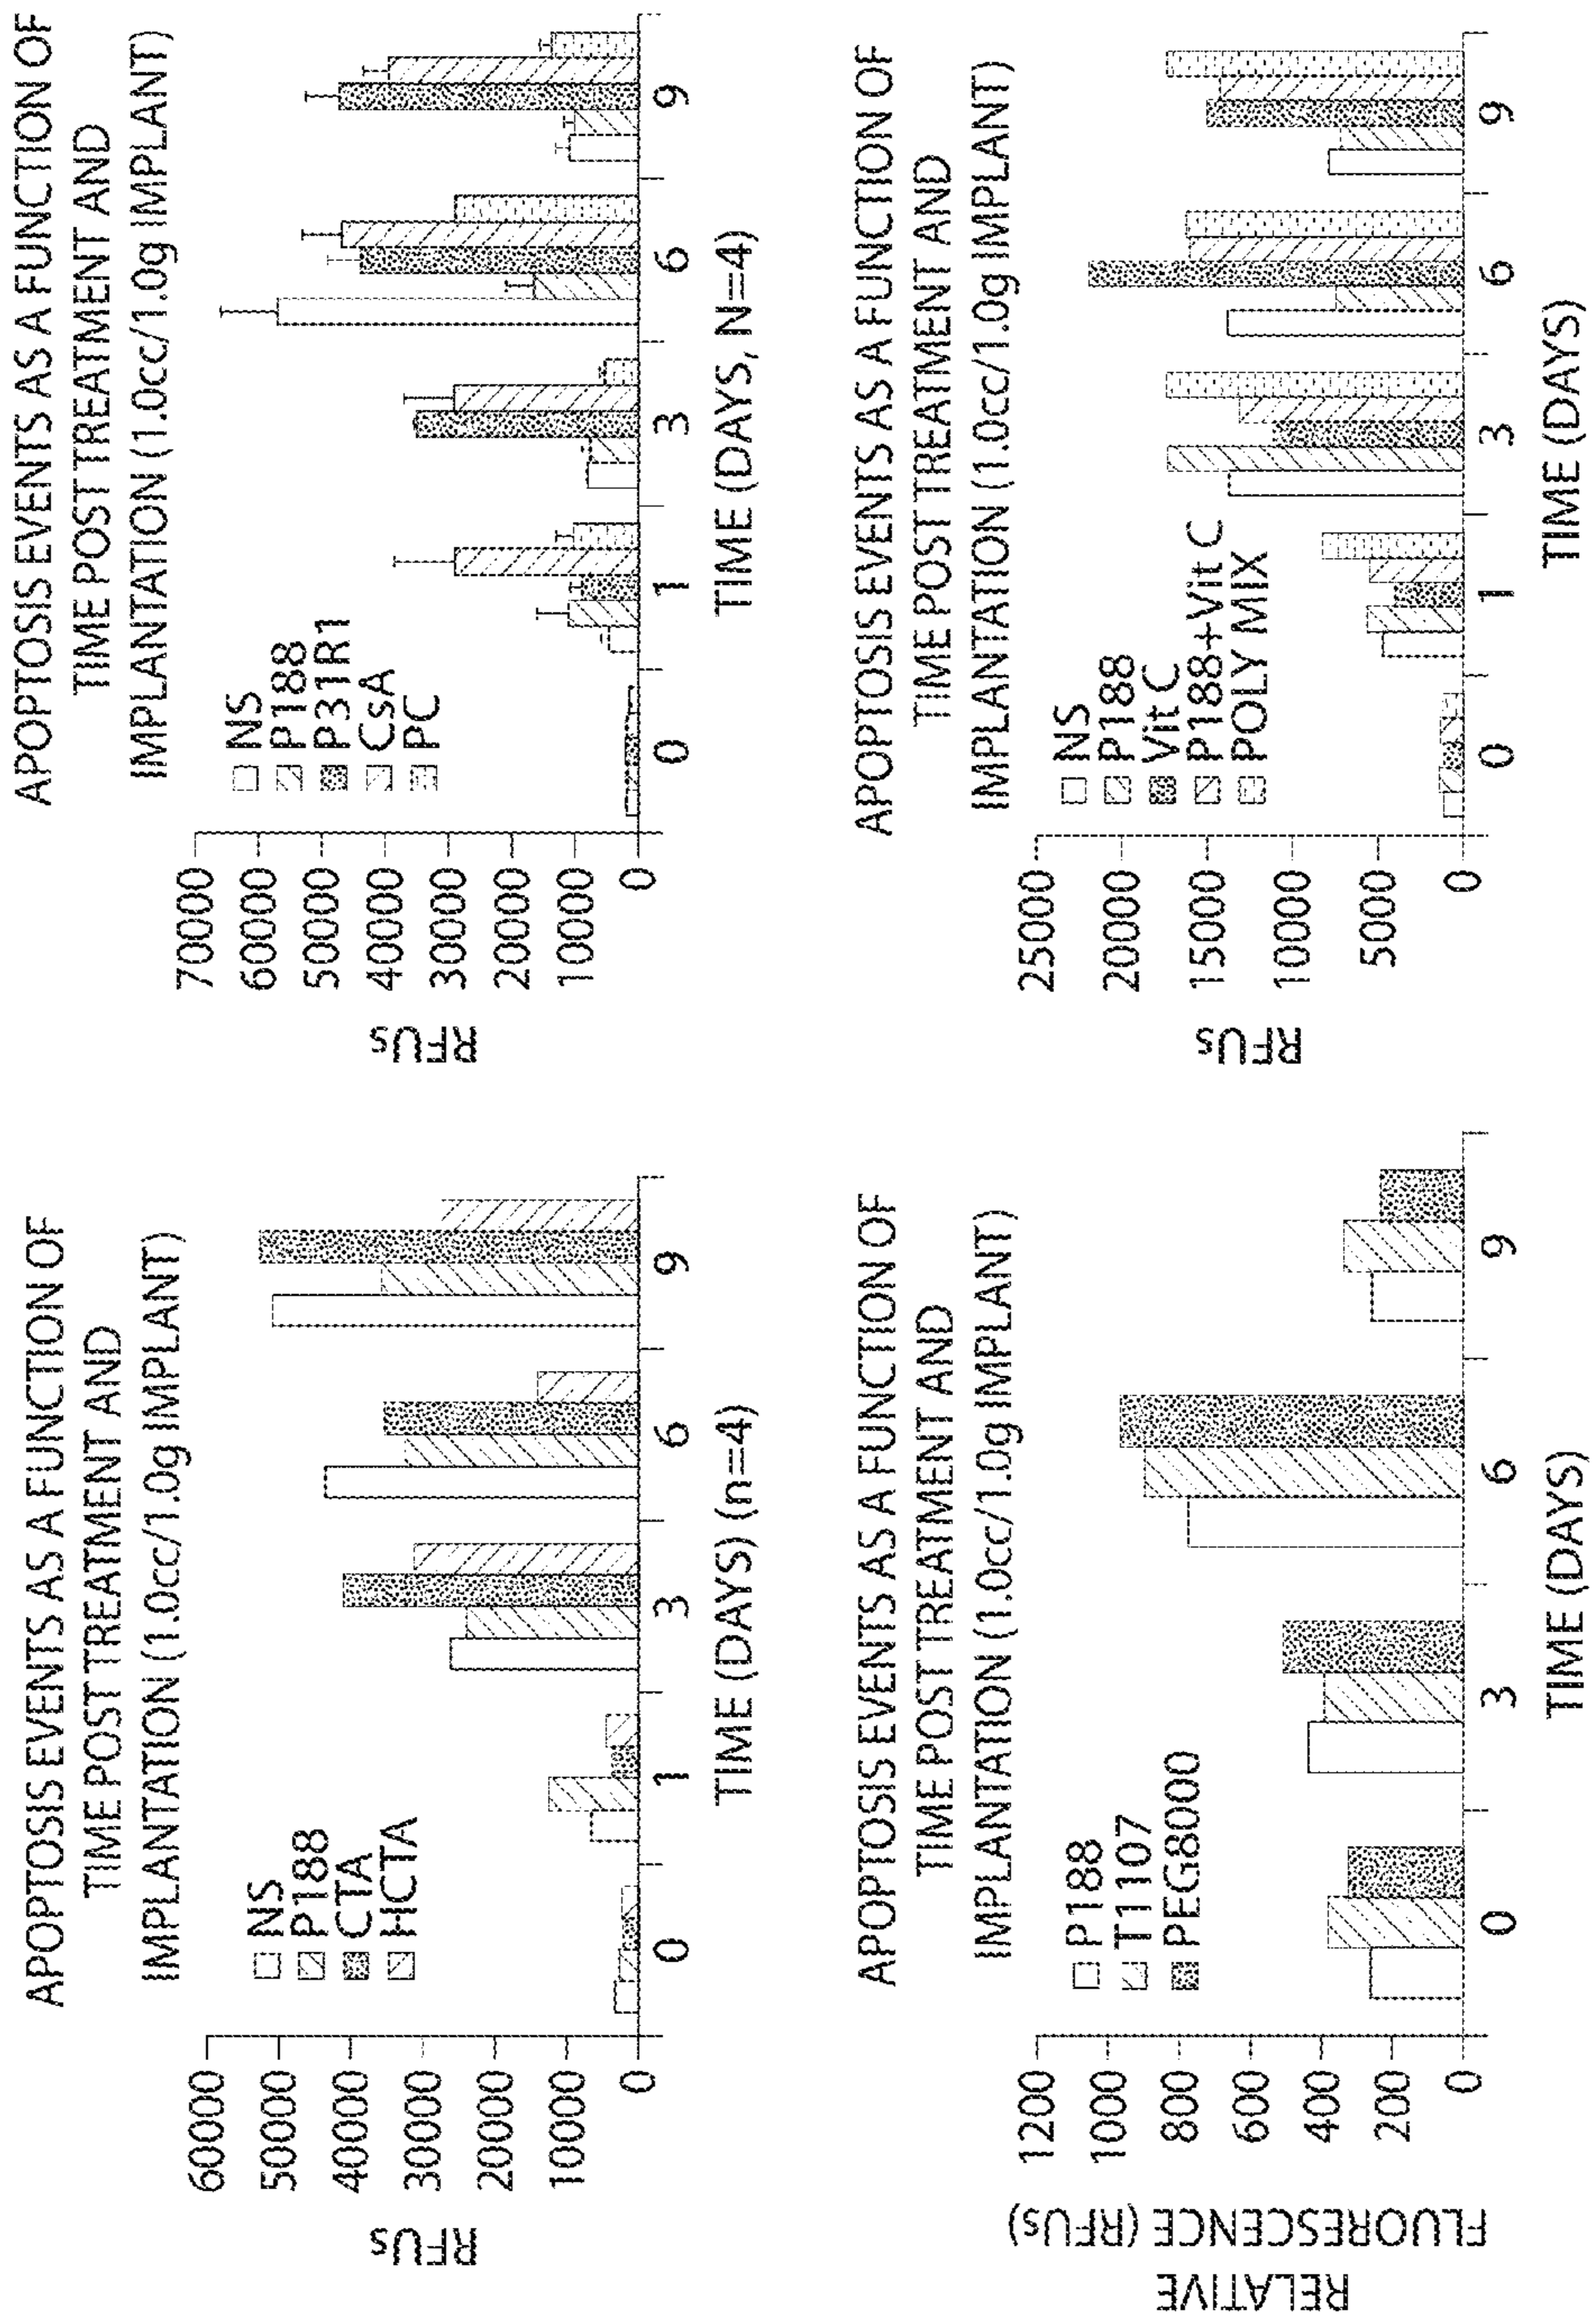 APOPTOSIS EVENTS AS A FUNCTION OF
TIME POST TREATMENT AND
IMPLANTATION (1.0cc/1.0g IMPLANT)
RFUs
60000
50000
40000
30000
20000
10000
0
NS
P188
CTA
HCTA
0
1
3
6
9
TIME (DAYS) (n=4)
APOPTOSIS EVENTS AS A FUNCTION OF
TIME POST TREATMENT AND
IMPLANTATION (1.0cc/1.0g IMPLANT)
RFUs
70000
60000
50000
40000
30000
20000
10000
0
NS
P188
P31R1
CsA
PC
0
1
3
6
9
TIME (DAYS, N=4)
APOPTOSIS EVENTS AS A FUNCTION OF
TIME POST TREATMENT AND
IMPLANTATION (1.0cc/1.0g IMPLANT)
RELATIVE
FLUORESCENCE (RFUs)
1200
1000
800
600
400
200
0
P188
T1107
PEG8000
0
3
6
9
TIME (DAYS)
APOPTOSIS EVENTS AS A FUNCTION OF
TIME POST TREATMENT AND
IMPLANTATION (1.0cc/1.0g IMPLANT)
RFUs
25000
20000
15000
10000
5000
0
NS
P188
Vit C
P188+Vit C
POLY MIX
0
1
3
6
9
TIME (DAYS)